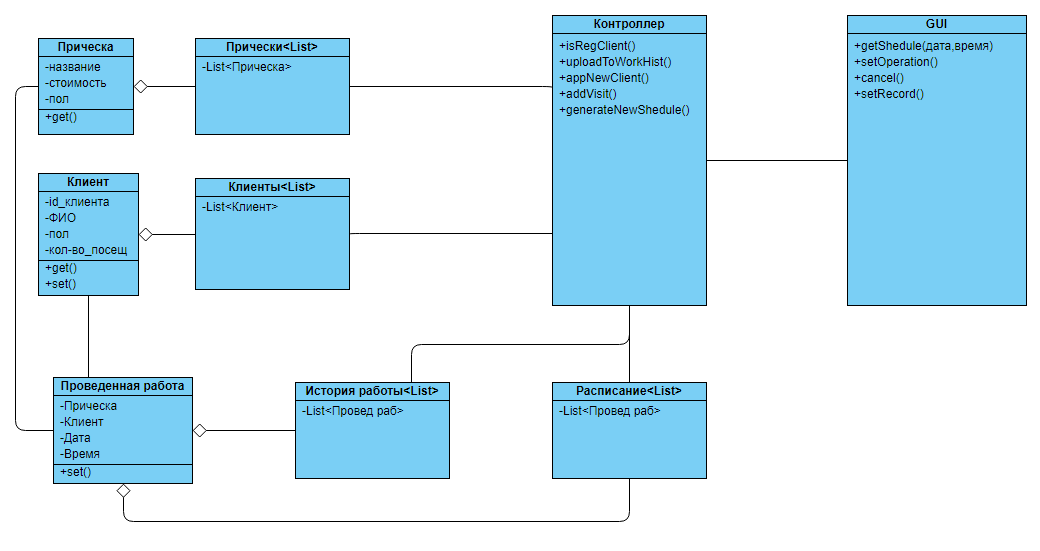 Прическа
-название
-стоимость
-пол
+get()
Прически<List>
-List<Прическа>
Контроллер
+isRegClient()
+uploadToWorkHist()
+appNewClient()
+addVisit()
+generateNewShedule()
GUI
+getShedule(дата,время)
+setOperation()
+cancel()
+setRecord()
Клиент
-id_клиента
-ФИО
-пол
-кол-во_посещ
+get()
+set()
Клиенты<List>
-List<Клиент>
Проведенная работа
-Прическа
-Клиент
-Дата
-Время
+set()
История работы<List>
-List<Провед раб>
Расписание<List>
-List<Провед раб>